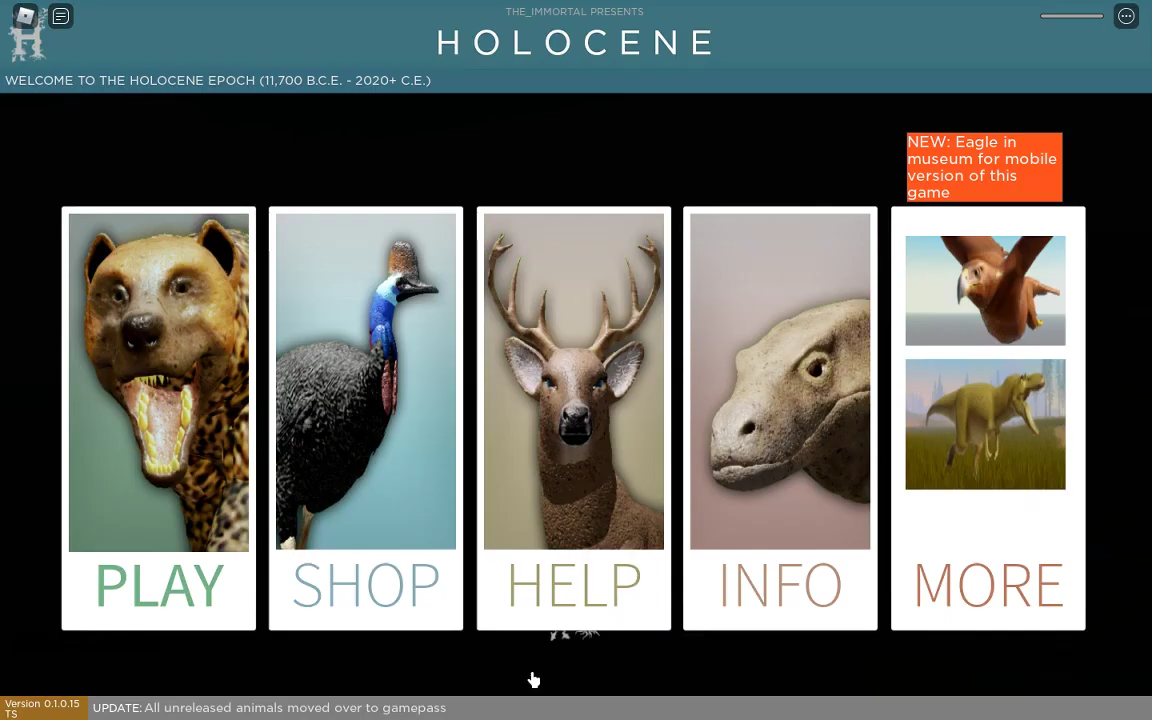 THE_IMMORTAL PRESENTS
HOLOCENE
WELCOME TO THE HOLOCENE EPOCH (11,700 B.C.E. - 2020+ C.E.)
NEW: Eagle in
museum for mobile
version of this
game
PLAY
SHOP
HELP
INFO
MORE
Version 0.1.0.15
TS
UPDATE: All unreleased animals moved over to gamepass